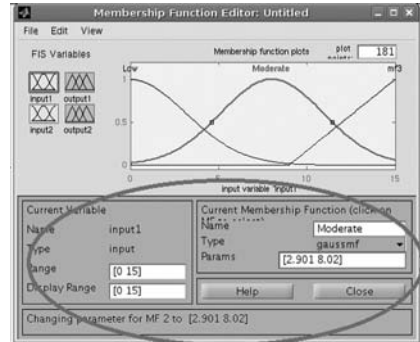 Membership Function Editor: Untitled
File Edit View
FIS Variables
Membership function plots
plot points:
181
input1 output1
input2 output2
Low
Moderate
mf3
1
0.5
0
0 5 10 15
input variable "input1"
Current Variable
Name input1
Type input
Range [0 15]
Display Range [0 15]
Current Membership Function (click on
Name Moderate
Type gaussmf
Params [2.901 8.02]
Help Close
Changing parameter for MF 2 to [2.901 8.02]